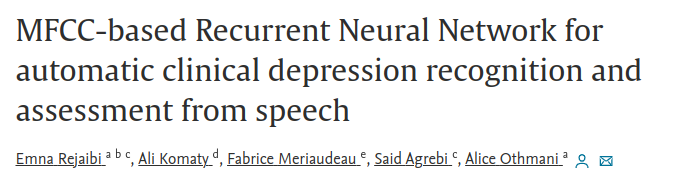 MFCC-based Recurrent Neural Network for
automatic clinical depression recognition and
assessment from speech
Emna Rejaibi a b c, Ali Komaty d, Fabrice Meriaudeau e, Said Agrebi c, Alice Othmani a